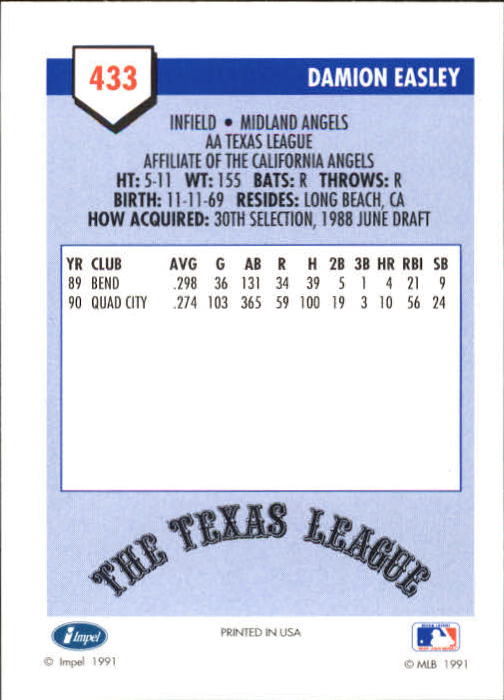 433
DAMION EASLEY
INFIELD • MIDLAND ANGELS
AA TEXAS LEAGUE
AFFILIATE OF THE CALIFORNIA ANGELS
HT: 5-11 WT: 155 BATS: R THROWS: R
BIRTH: 11-11-69 RESIDES: LONG BEACH, CA
HOW ACQUIRED: 30TH SELECTION, 1988 JUNE DRAFT
YR CLUB AVG G AB R H 2B 3B HR RBI SB
89 BEND .298 36 131 34 39 5 1 4 21 9
90 QUAD CITY .274 103 365 59 100 19 3 10 56 24
THE TEXAS LEAGUE
Impel
PRINTED IN USA
© Impel 1991
© MLB 1991